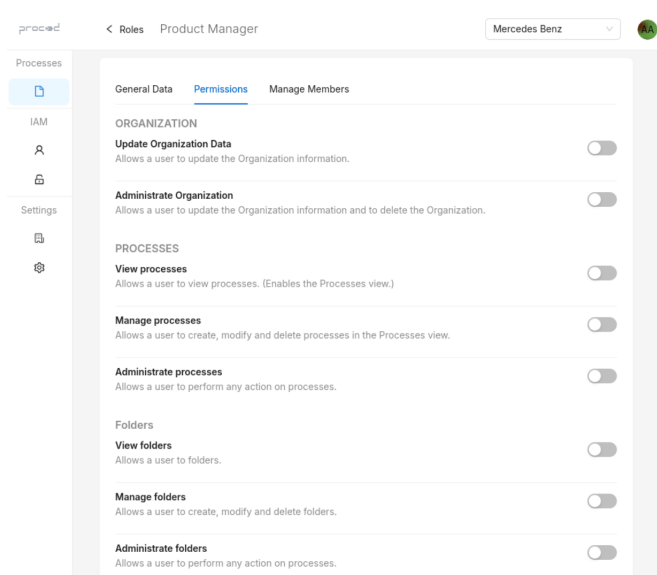 proceed
Roles
Product Manager
Mercedes Benz
AA
Processes
General Data
Permissions
Manage Members
IAM
ORGANIZATION
Update Organization Data
Allows a user to update the Organization information.
Administrate Organization
Allows a user to update the Organization information and to delete the Organization.
Settings
PROCESSES
View processes
Allows a user to view processes. (Enables the Processes view.)
Manage processes
Allows a user to create, modify and delete processes in the Processes view.
Administrate processes
Allows a user to perform any action on processes.
Folders
View folders
Allows a user to folders.
Manage folders
Allows a user to create, modify and delete folders.
Administrate folders
Allows a user to perform any action on processes.